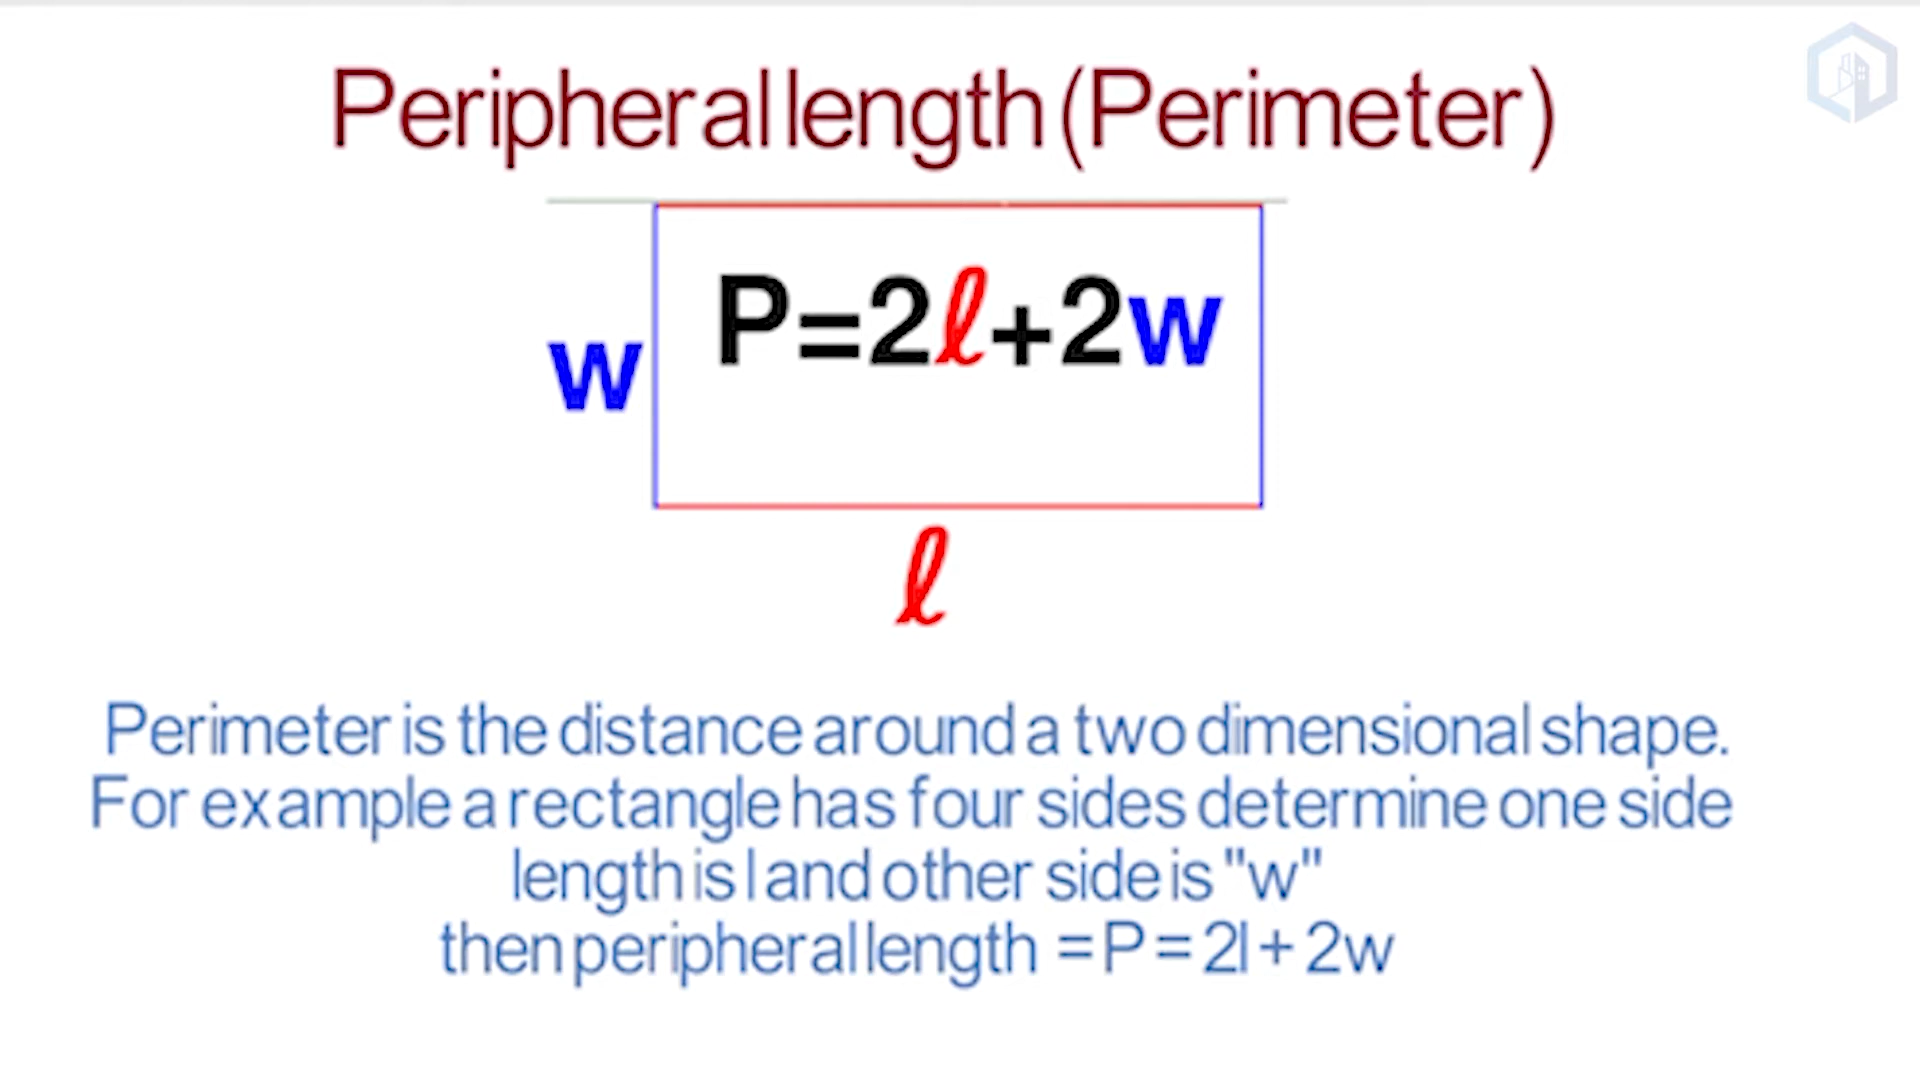 Peripheral length (Perimeter)
P=2ℓ+2w
w
ℓ
Perimeter is the distance around a two dimensional shape.
For example a rectangle has four sides determine one side
length is l and other side is "w"
then peripheral length = P = 2l + 2w